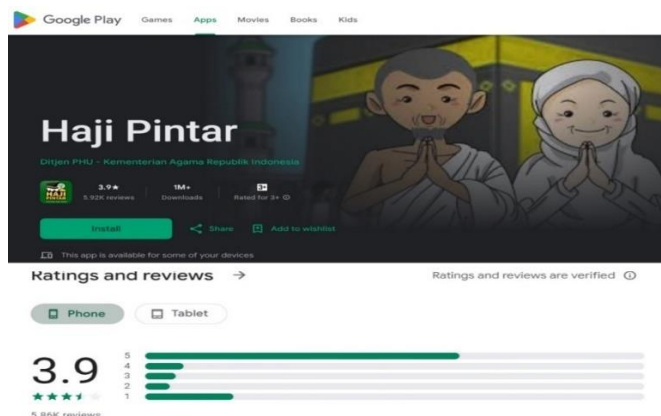 Google Play Games Apps Movies Books Kids
Haji Pintar
Ditjen PHU - Kementerian Agama Republik Indonesia
HAJI PINTAR
3.9★ 1M+ 3+
5.92K reviews Downloads Rated for 3+
Install Share Add to wishlist
This app is available for some of your devices
Ratings and reviews → Ratings and reviews are verified
Phone Tablet
3.9
5
4
3
2
1
5.86K reviews